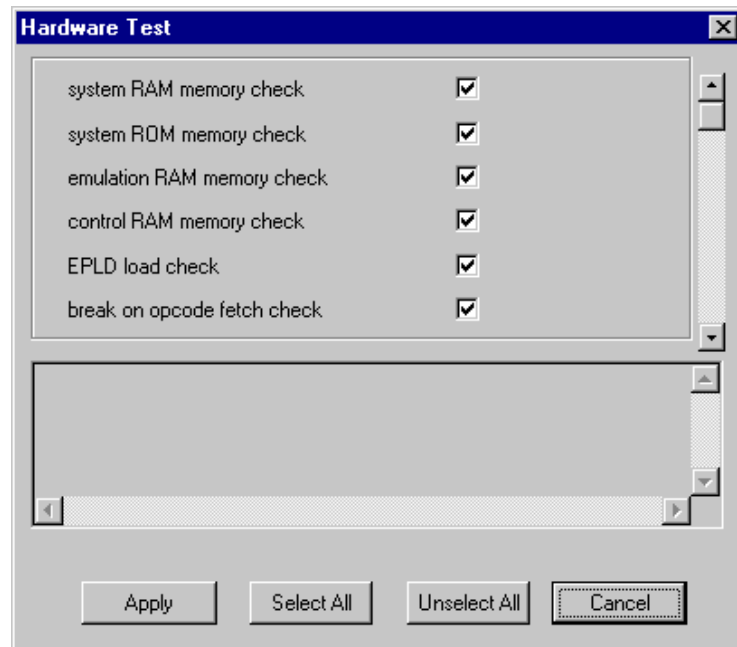 Hardware Test
system RAM memory check
system ROM memory check
emulation RAM memory check
control RAM memory check
EPLD load check
break on opcode fetch check
Apply Select All Unselect All Cancel